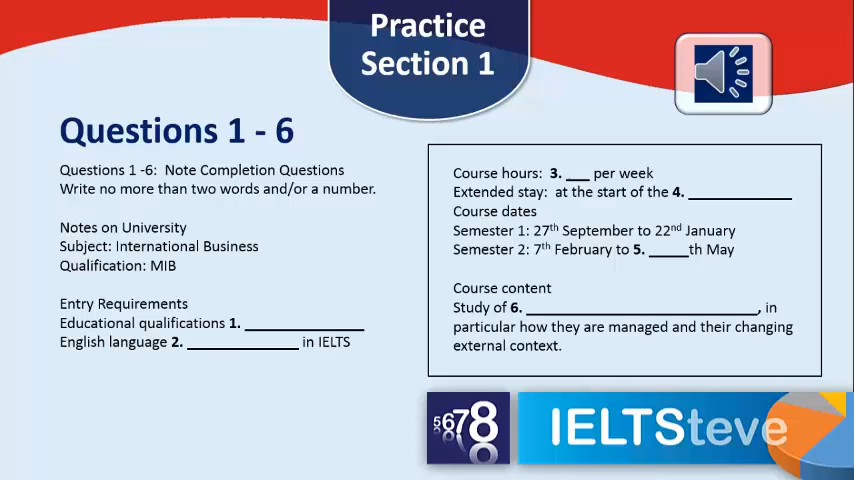 Practice
Section 1
Questions 1 - 6
Questions 1 -6:  Note Completion Questions
Write no more than two words and/or a number.
Notes on University
Subject: International Business
Qualification: MIB
Entry Requirements
Educational qualifications 1. ______________
English language 2. _____________ in IELTS
Course hours: 3. ___ per week
Extended stay:  at the start of the 4. ____________
Course dates
Semester 1: 27th September to 22nd January
Semester 2: 7th February to 5. _____th May
Course content
Study of 6. ___________________________, in
particular how they are managed and their changing
external context.
5678
IELTSteve